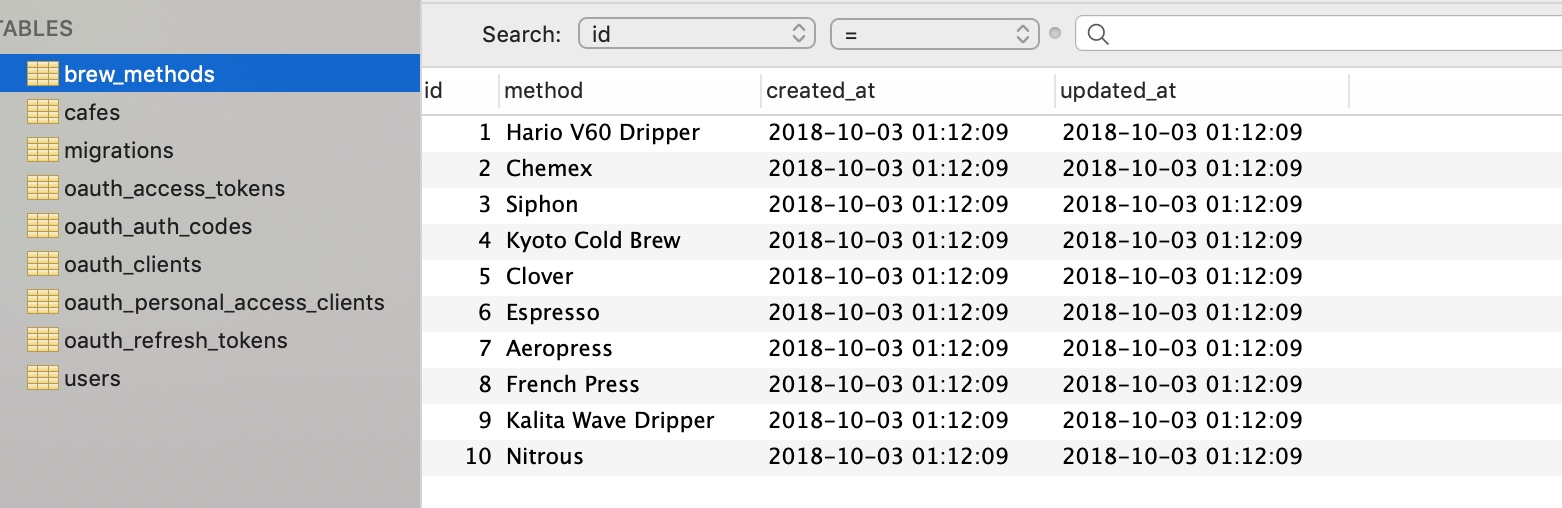 TABLES
brew_methods
cafes
migrations
oauth_access_tokens
oauth_auth_codes
oauth_clients
oauth_personal_access_clients
oauth_refresh_tokens
users
Search: id =
id method created_at updated_at
1 Hario V60 Dripper 2018-10-03 01:12:09 2018-10-03 01:12:09
2 Chemex 2018-10-03 01:12:09 2018-10-03 01:12:09
3 Siphon 2018-10-03 01:12:09 2018-10-03 01:12:09
4 Kyoto Cold Brew 2018-10-03 01:12:09 2018-10-03 01:12:09
5 Clover 2018-10-03 01:12:09 2018-10-03 01:12:09
6 Espresso 2018-10-03 01:12:09 2018-10-03 01:12:09
7 Aeropress 2018-10-03 01:12:09 2018-10-03 01:12:09
8 French Press 2018-10-03 01:12:09 2018-10-03 01:12:09
9 Kalita Wave Dripper 2018-10-03 01:12:09 2018-10-03 01:12:09
10 Nitrous 2018-10-03 01:12:09 2018-10-03 01:12:09